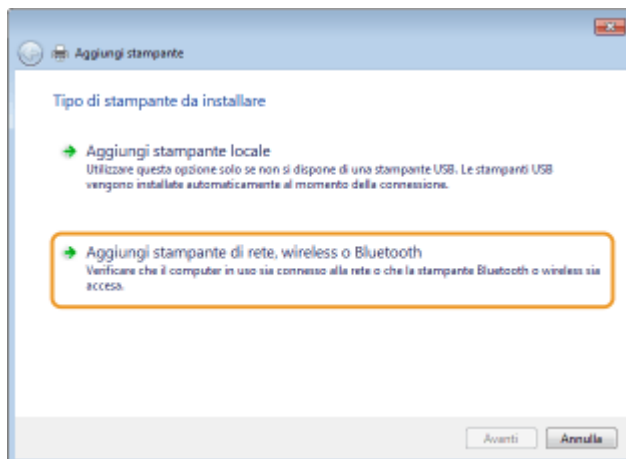 Aggiungi stampante
Tipo di stampante da installare
Aggiungi stampante locale
Utilizzare questa opzione solo se non si dispone di una stampante USB. Le stampanti USB
vengono installate automaticamente al momento della connessione.
Aggiungi stampante di rete, wireless o Bluetooth
Verificare che il computer in uso sia connesso alla rete o che la stampante Bluetooth o wireless sia
accesa.
Avanti
Annulla